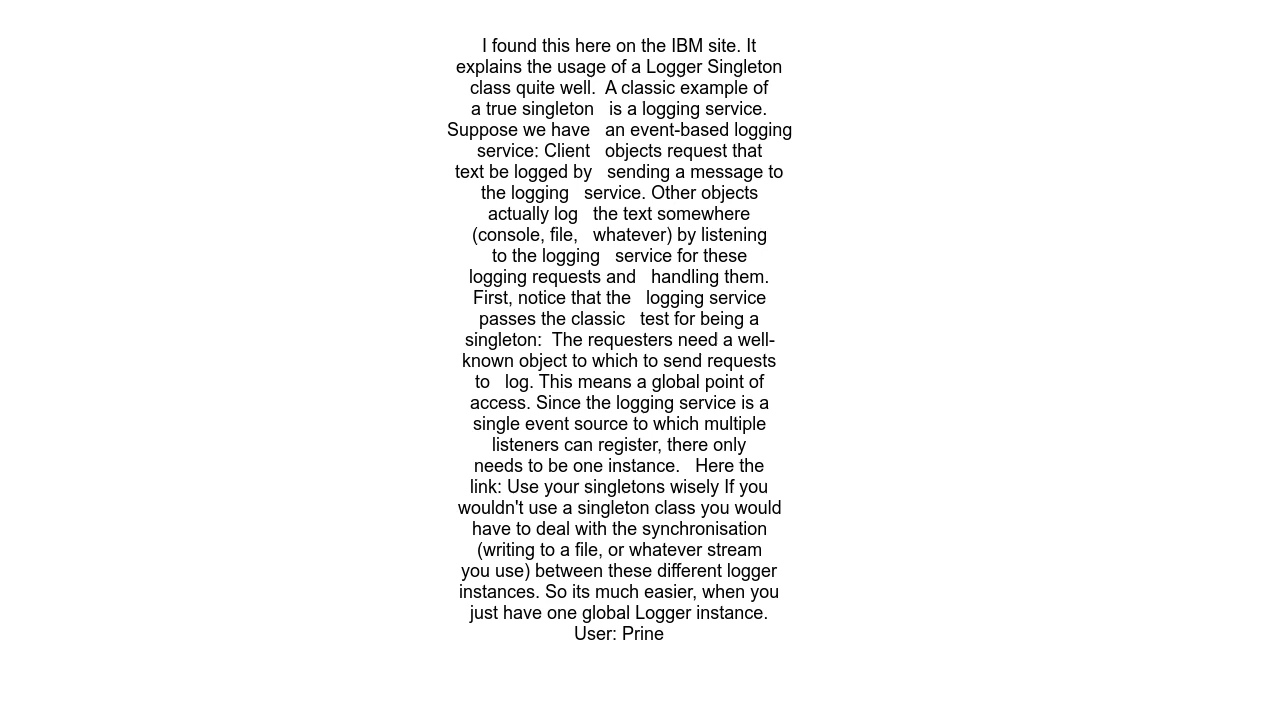 I found this here on the IBM site. It
explains the usage of a Logger Singleton
class quite well.  A classic example of
a true singleton   is a logging service.
Suppose we have   an event-based logging
service: Client   objects request that
text be logged by   sending a message to
the logging   service. Other objects
actually log   the text somewhere
(console, file,   whatever) by listening
to the logging   service for these
logging requests and   handling them.
First, notice that the   logging service
passes the classic   test for being a
singleton:  The requesters need a well-
known object to which to send requests
to   log. This means a global point of
access. Since the logging service is a
single event source to which multiple
listeners can register, there only
needs to be one instance.   Here the
link: Use your singletons wisely If you
wouldn't use a singleton class you would
have to deal with the synchronisation
(writing to a file, or whatever stream
you use) between these different logger
instances. So its much easier, when you
just have one global Logger instance.
User: Prine